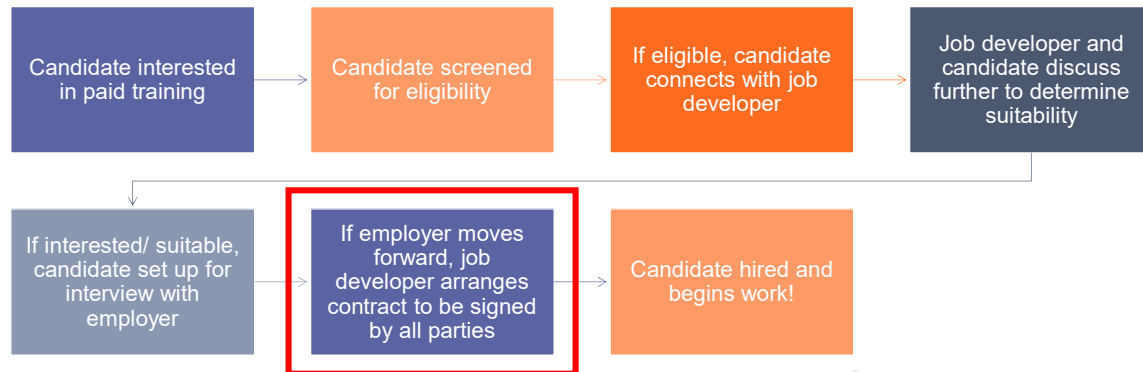 Candidate interested
in paid training
Candidate screened
for eligibility
If eligible, candidate
connects with job
developer
Job developer and
candidate discuss
further to determine
suitability
If interested/ suitable,
candidate set up for
interview with
employer
If employer moves
forward, job
developer arranges
contract to be signed
by all parties
Candidate hired and
begins work!